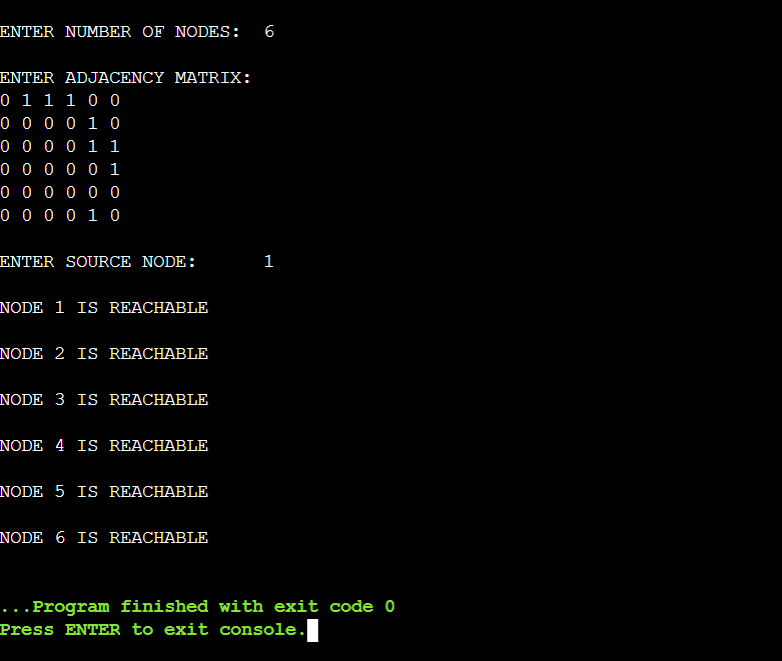 ENTER NUMBER OF NODES:  6
ENTER ADJACENCY MATRIX:
0 1 1 1 0 0
0 0 0 0 1 0
0 0 0 0 1 1
0 0 0 0 0 1
0 0 0 0 0 0
0 0 0 0 1 0
ENTER SOURCE NODE:      1
NODE 1 IS REACHABLE
NODE 2 IS REACHABLE
NODE 3 IS REACHABLE
NODE 4 IS REACHABLE
NODE 5 IS REACHABLE
NODE 6 IS REACHABLE
...Program finished with exit code 0
Press ENTER to exit console.